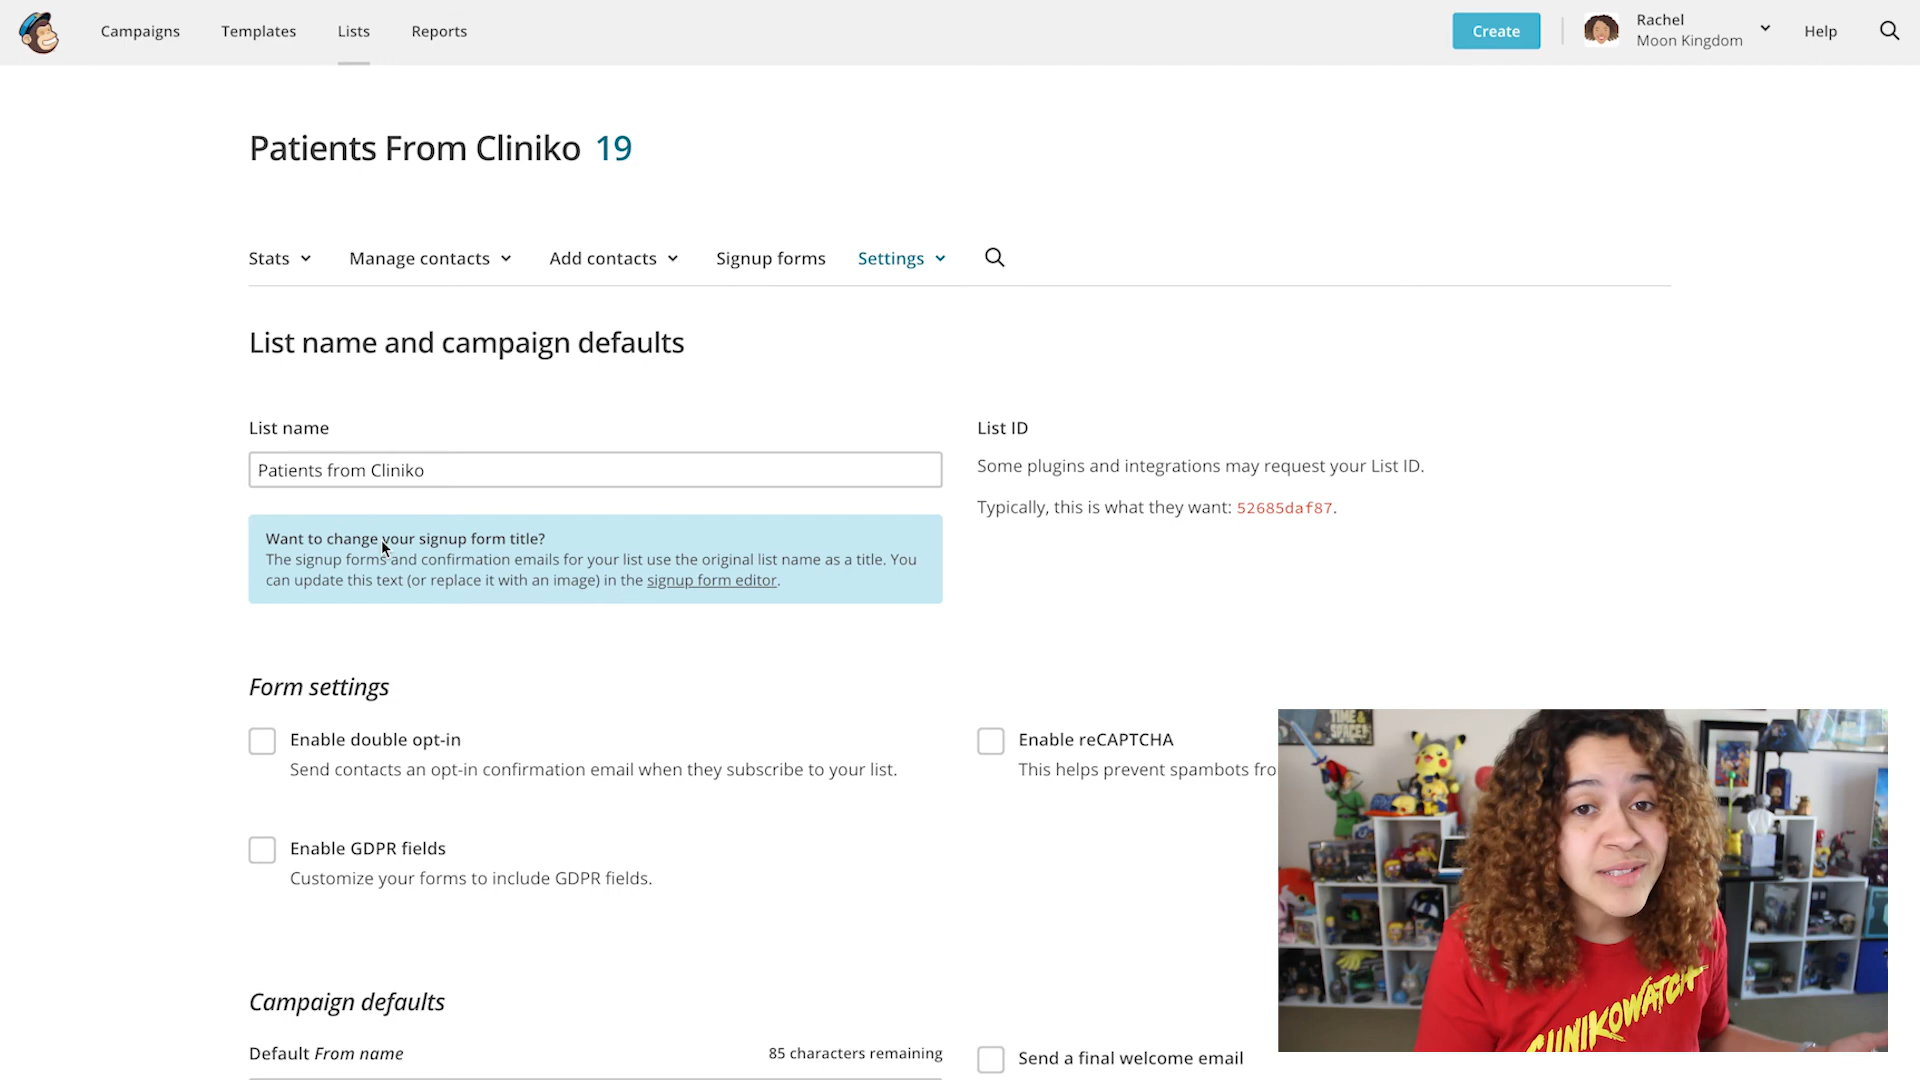 Campaigns Templates Lists Reports Create Rachel Help
Moon Kingdom
Patients From Cliniko 19
Stats Manage contacts Add contacts Signup forms Settings
List name and campaign defaults
List name
Patients from Cliniko
Want to change your signup form title?
The signup forms and confirmation emails for your list use the original list name as a title. You
can update this text (or replace it with an image) in the signup form editor.
List ID
Some plugins and integrations may request your List ID.
Typically, this is what they want: 52685daf87.
Form settings
Enable double opt-in
Send contacts an opt-in confirmation email when they subscribe to your list.
Enable reCAPTCHA
This helps prevent spambots fro
Enable GDPR fields
Customize your forms to include GDPR fields.
Campaign defaults
Default From name
85 characters remaining
Send a final welcome email
TIME &
SPACE!
CLINIKOWATCH